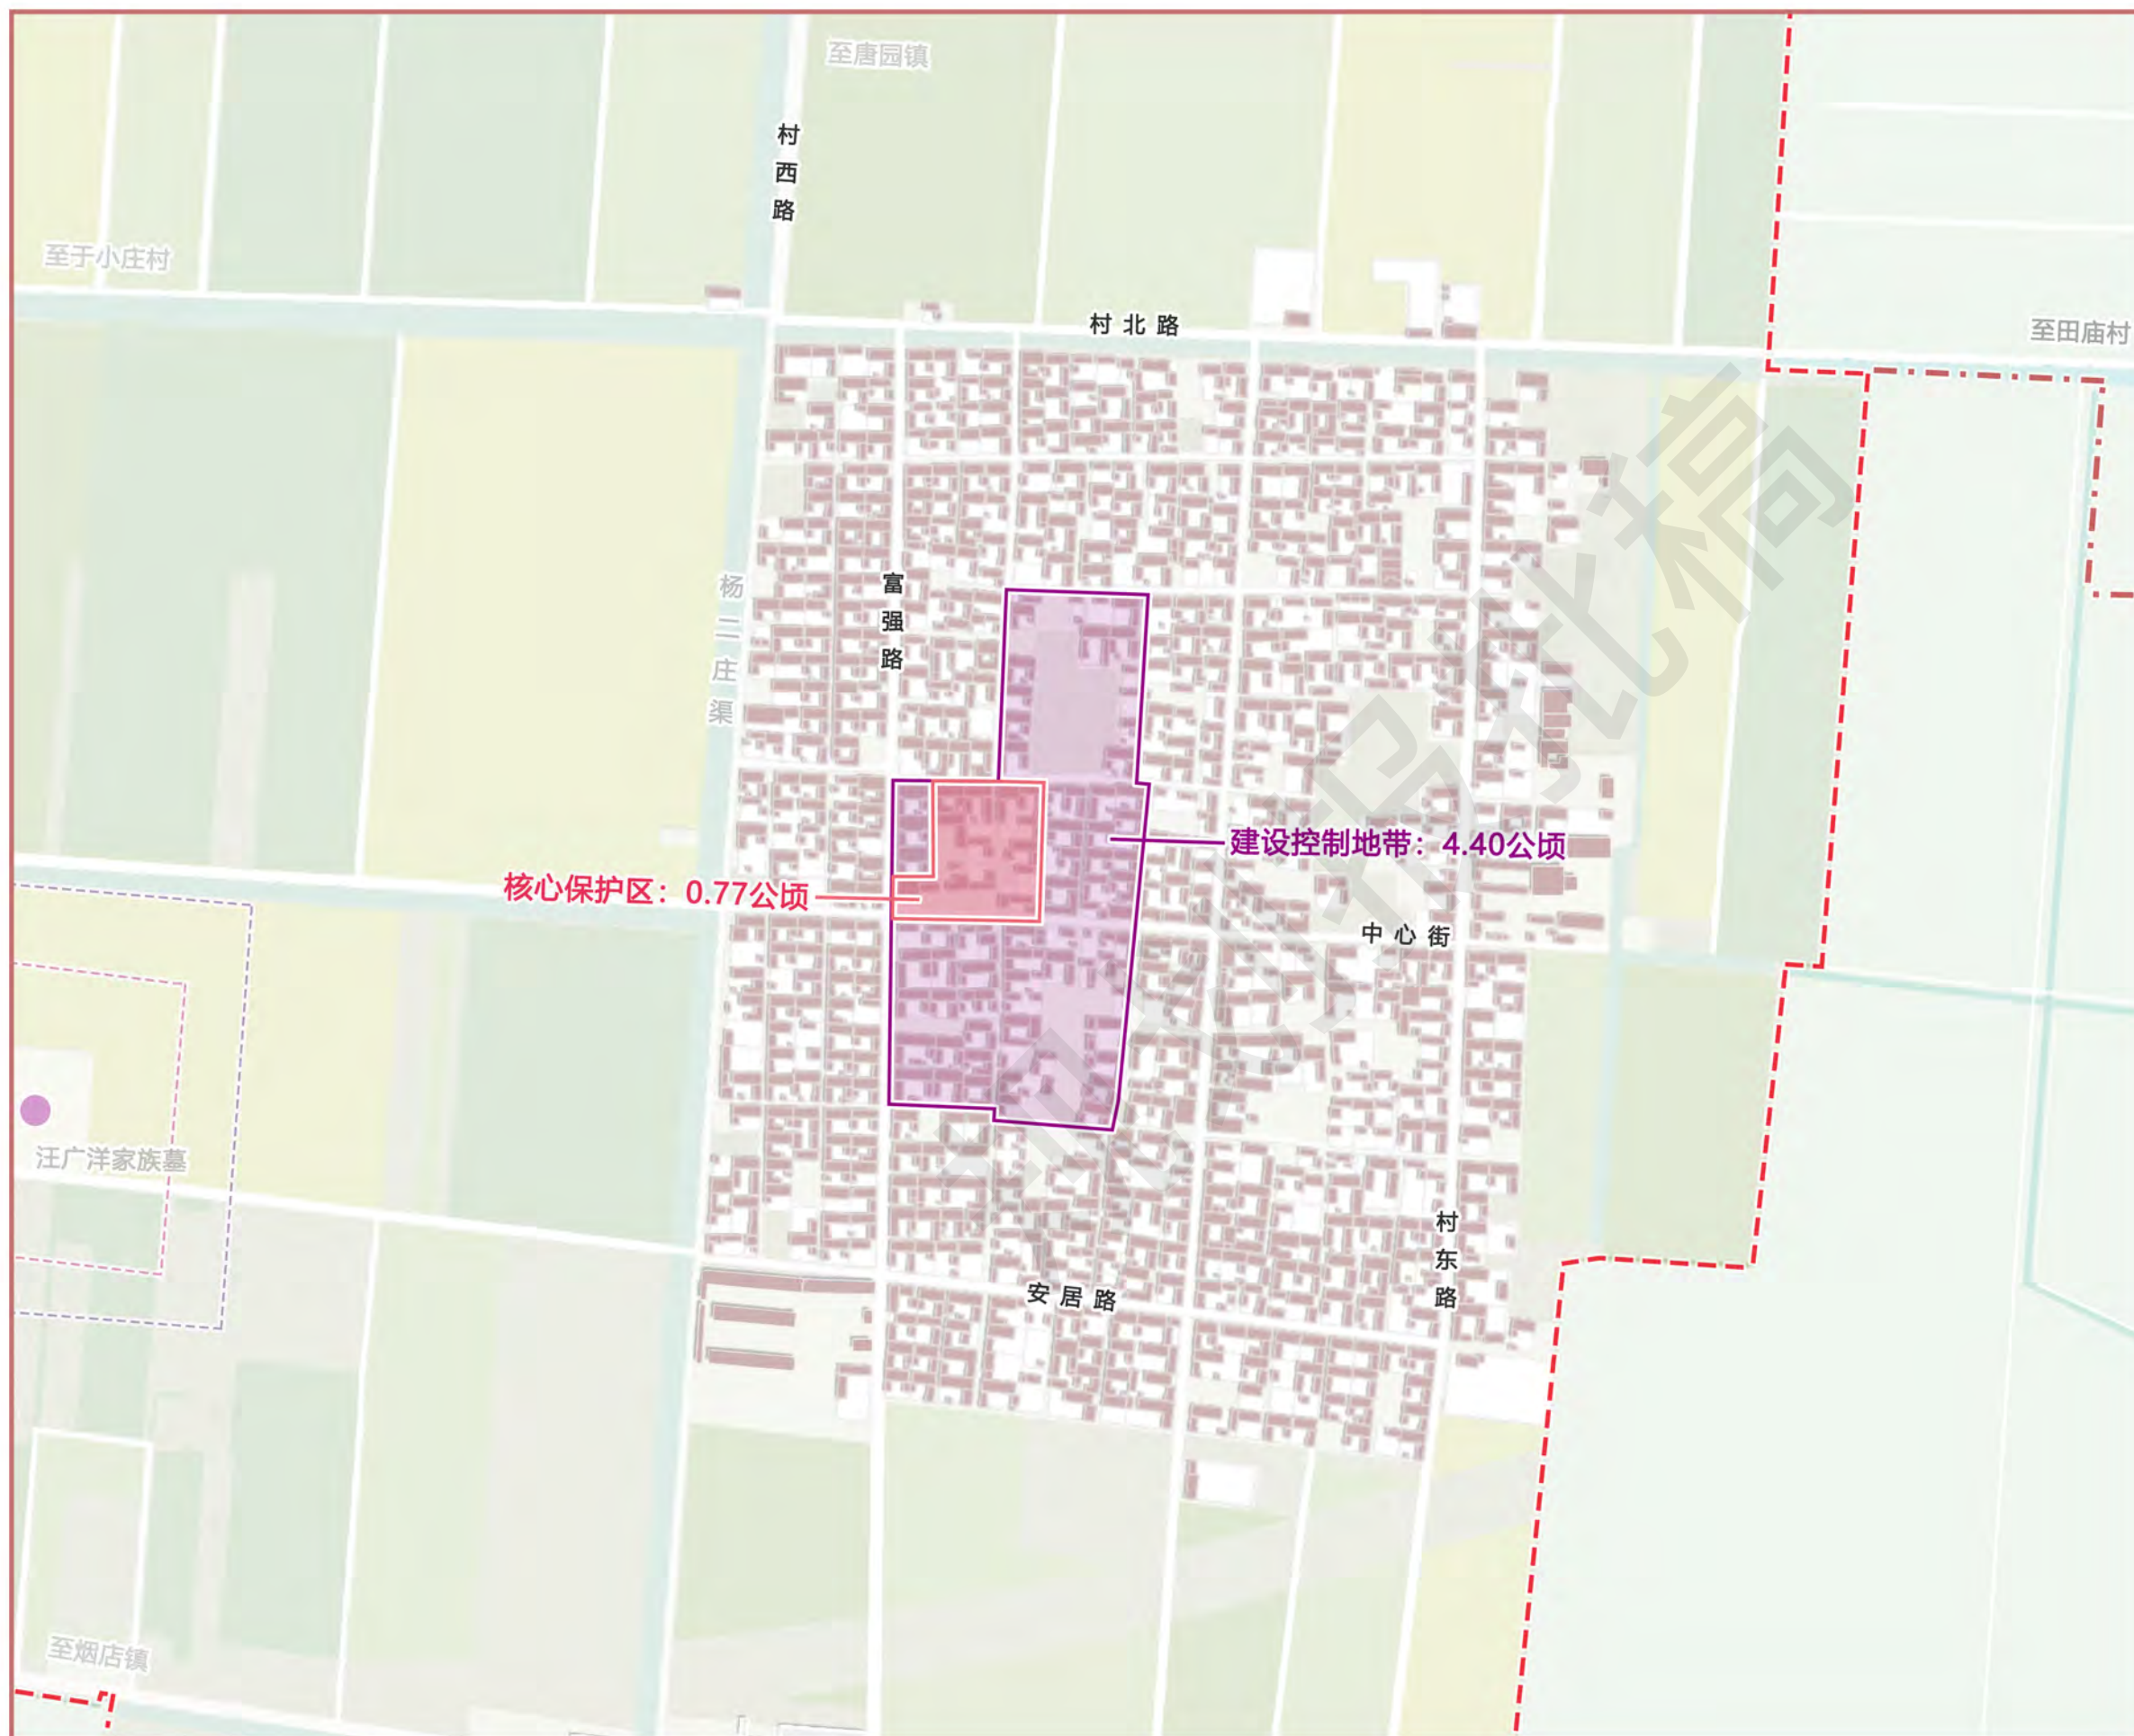 至唐园镇
村西路
至于小庄村
村北路
至田庙村
杨二庄渠
富强路
建设控制地带：4.40公顷
核心保护区：0.77公顷
中心街
汪广洋家族墓
村东路
安居路
至烟店镇
报批稿